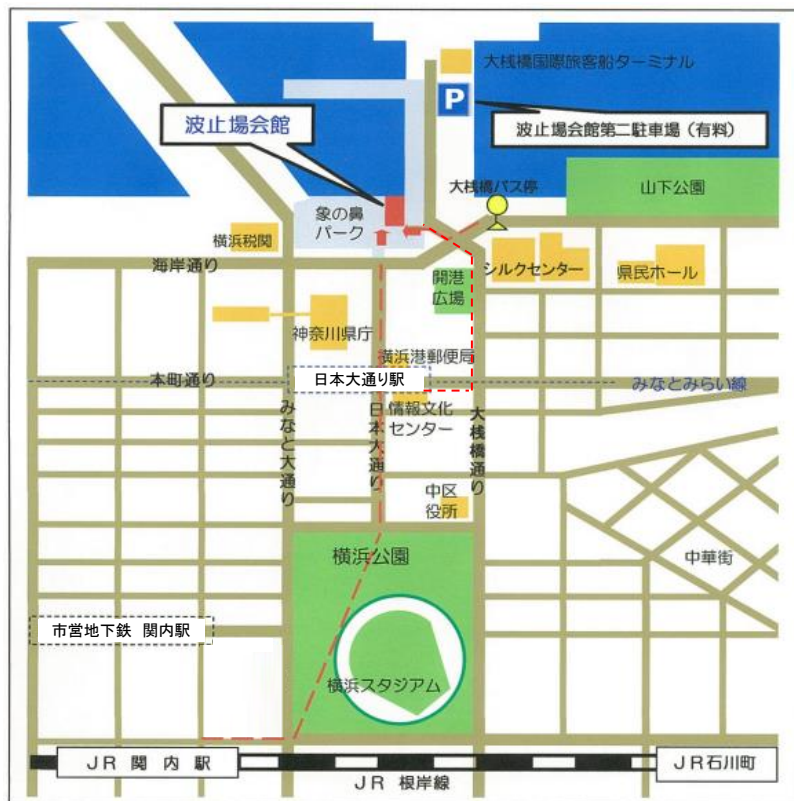 大桟橋国際旅客船ターミナル
P
波止場会館
波止場会館第二駐車場（有料）
大桟橋バス停
山下公園
象の鼻
パーク
横浜税関
海岸通り
シルクセンター
県民ホール
開港
広場
神奈川県庁
横浜港郵便局
本町通り
日本大通り駅
みなとみらい線
みなと大通り
日本大通り
情報文化
センター
大桟橋通り
中区
役所
横浜公園
中華街
市営地下鉄 関内駅
横浜スタジアム
JR関内駅
JR石川町
JR 根岸線